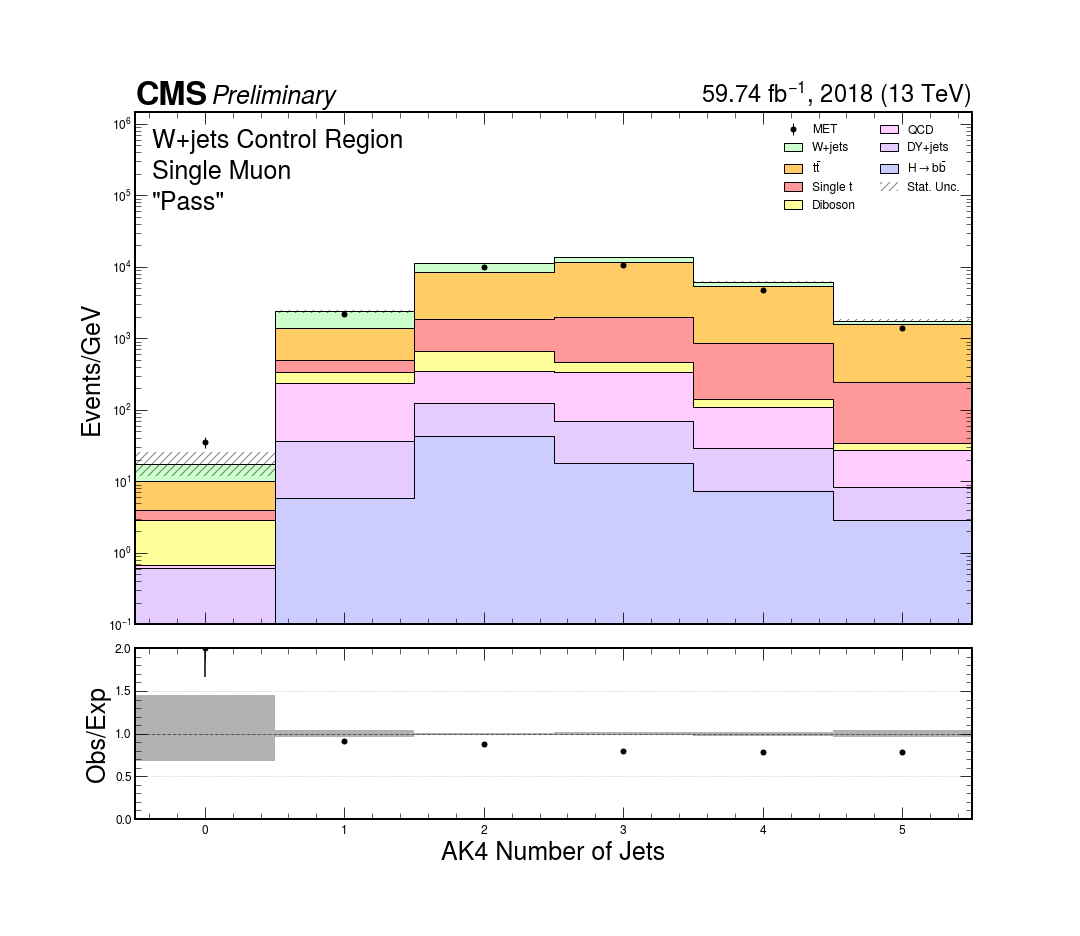 CMS Preliminary 59.74 fb⁻¹, 2018 (13 TeV)
W+jets Control Region
Single Muon
"Pass"
MET
W+jets
tt̄
Single t
Diboson
QCD
DY+jets
H→bb̄
Stat. Unc.
Events/GeV
10⁶
10⁵
10⁴
10³
10²
10¹
10⁰
10⁻¹
Obs/Exp
2.0
1.5
1.0
0.5
0.0
0 1 2 3 4 5
AK4 Number of Jets